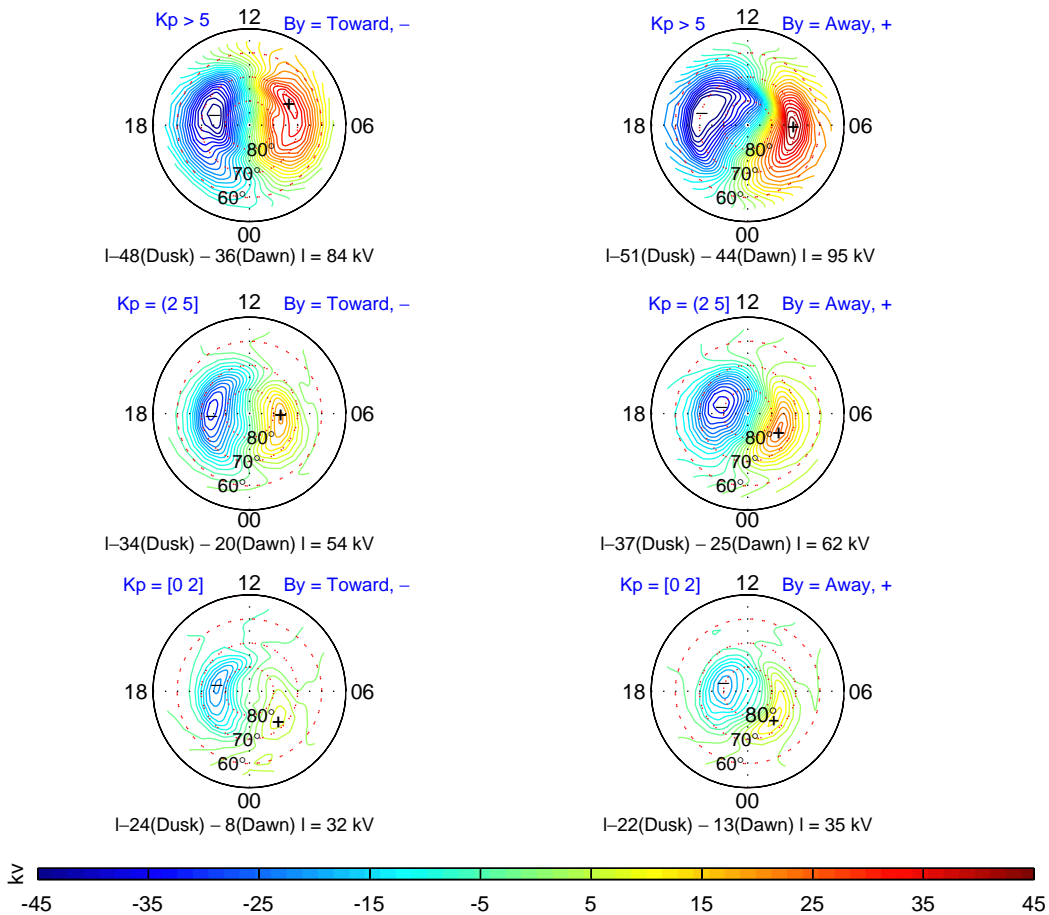 Kp > 5 12 By = Toward, –
18 – + 06
80°
70°
60°
00
l–48(Dusk) – 36(Dawn) l = 84 kV
Kp > 5 12 By = Away, +
18 – + 06
80°
70°
60°
00
l–51(Dusk) – 44(Dawn) l = 95 kV
Kp = (2 5] 12 By = Toward, –
18 – + 06
80°
70°
60°
00
l–34(Dusk) – 20(Dawn) l = 54 kV
Kp = (2 5] 12 By = Away, +
18 – + 06
80°
70°
60°
00
l–37(Dusk) – 25(Dawn) l = 62 kV
Kp = [0 2] 12 By = Toward, –
18 – + 06
80°
70°
60°
00
l–24(Dusk) – 8(Dawn) l = 32 kV
Kp = [0 2] 12 By = Away, +
18 – + 06
80°
70°
60°
00
l–22(Dusk) – 13(Dawn) l = 35 kV
kv
-45 -35 -25 -15 -5 5 15 25 35 45